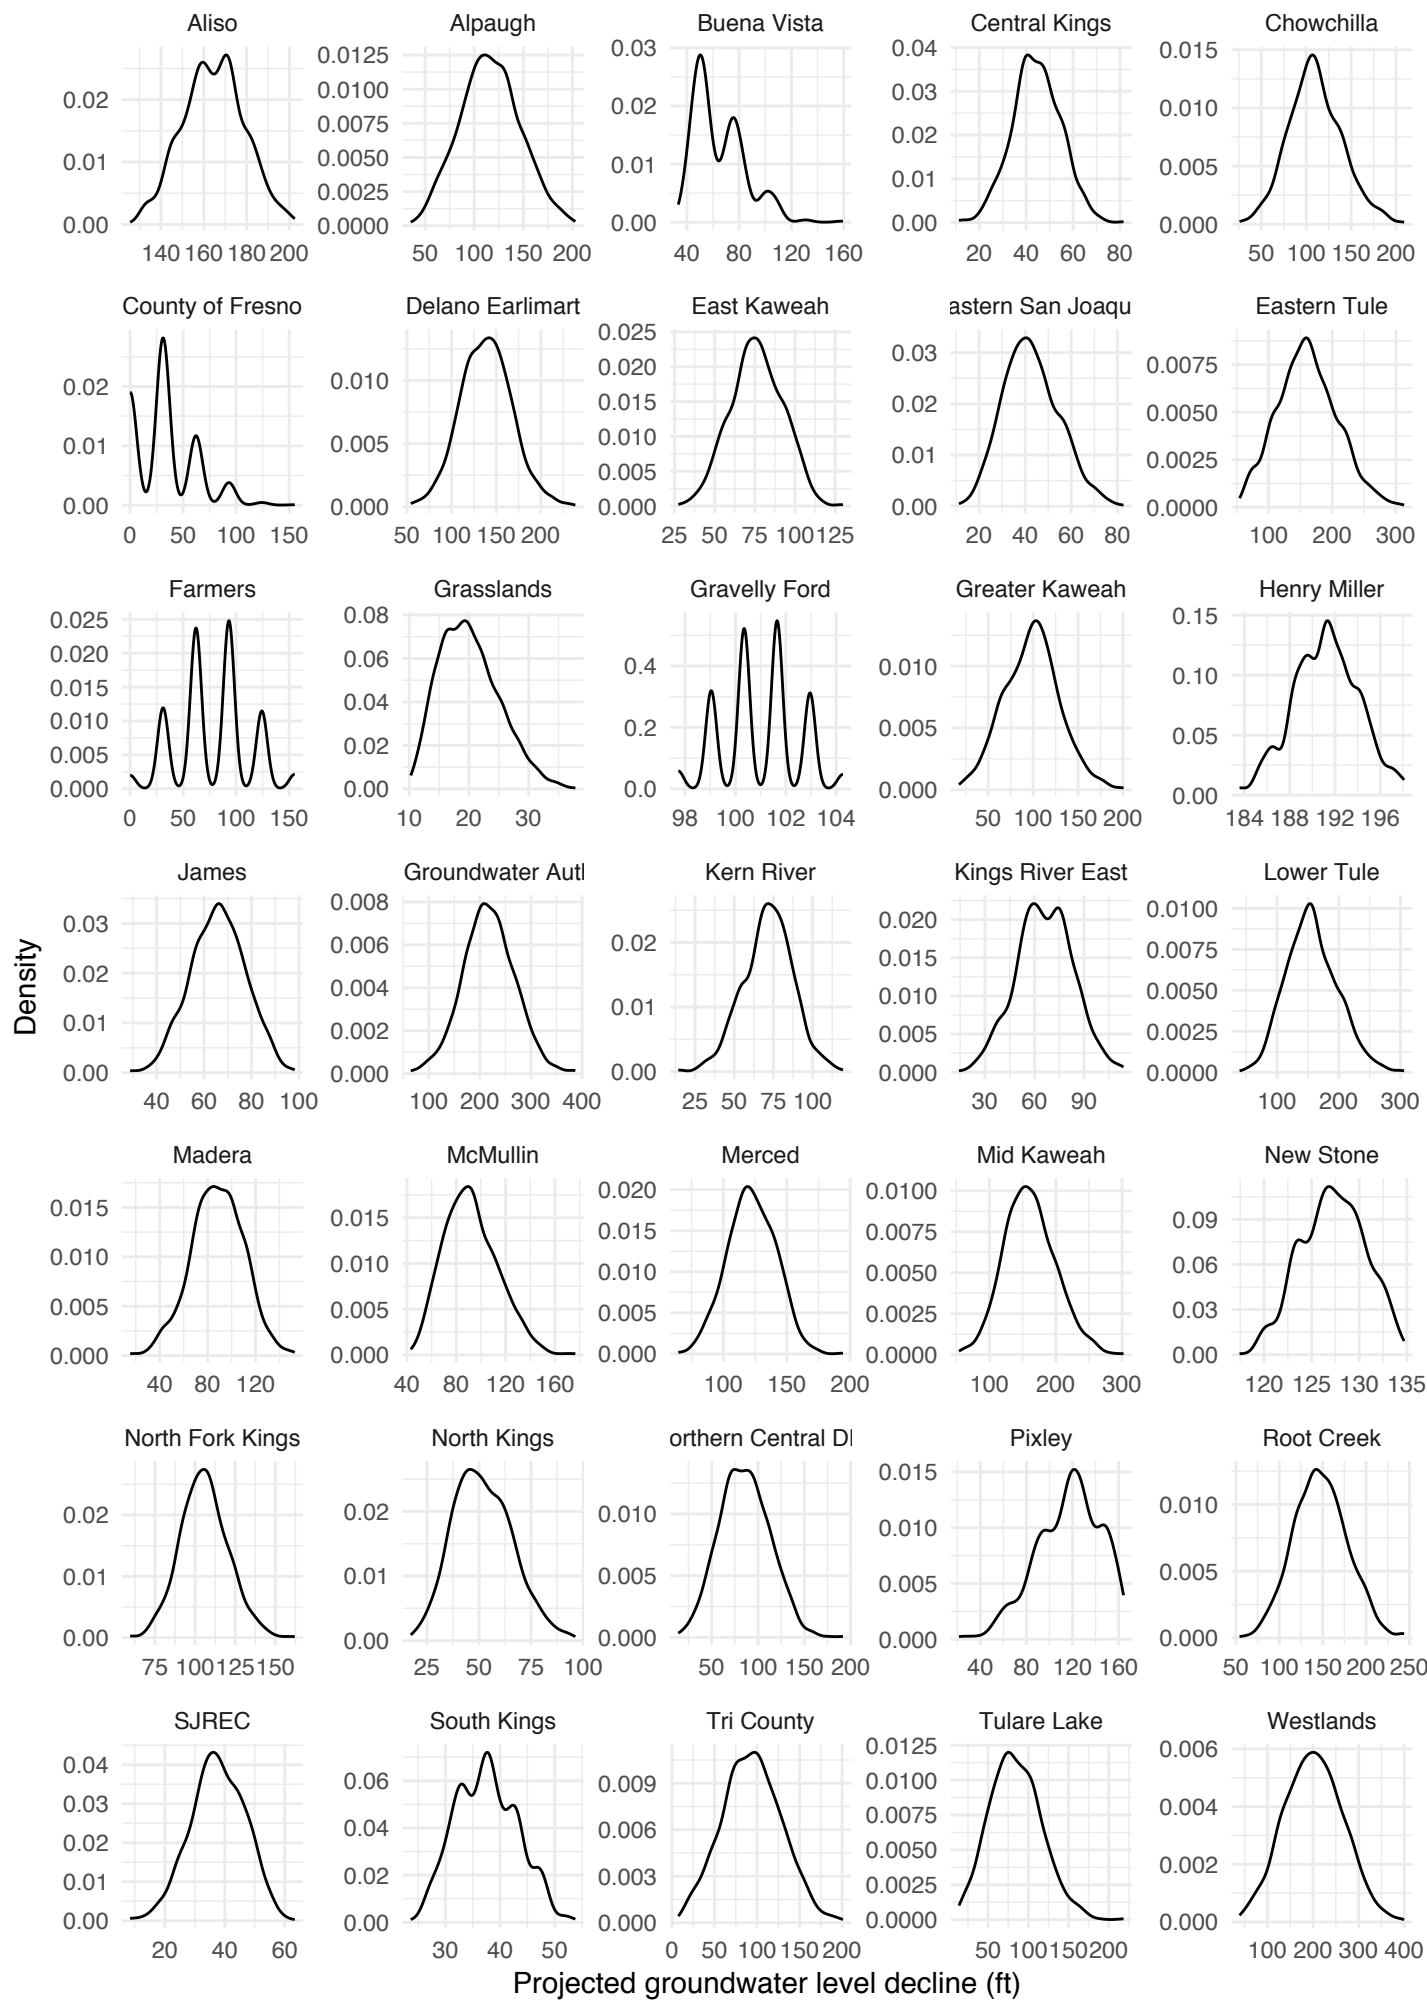 Aliso Alpaugh Buena Vista Central Kings Chowchilla
0.00 0.01 0.02
140 160 180 200
0.0000 0.0025 0.0050 0.0075 0.0100 0.0125
50 100 150 200
0.00 0.01 0.02 0.03
40 80 120 160
0.00 0.01 0.02 0.03 0.04
20 40 60 80
0.000 0.005 0.010 0.015
50 100 150 200
County of Fresno Delano Earlimart East Kaweah astern San Joaqu Eastern Tule
0.00 0.01 0.02
0 50 100 150
0.000 0.005 0.010
50 100 150 200
0.000 0.005 0.010 0.015 0.020 0.025
25 50 75 100 125
0.00 0.01 0.02 0.03
20 40 60 80
0.0000 0.0025 0.0050 0.0075
100 200 300
Farmers Grasslands Gravelly Ford Greater Kaweah Henry Miller
0.000 0.005 0.010 0.015 0.020 0.025
0 50 100 150
0.00 0.02 0.04 0.06 0.08
10 20 30
0.0 0.2 0.4
98 100 102 104
0.000 0.005 0.010
50 100 150 200
0.00 0.05 0.10 0.15
184 188 192 196
James Groundwater Autl Kern River Kings River East Lower Tule
0.00 0.01 0.02 0.03
40 60 80 100
0.000 0.002 0.004 0.006 0.008
100 200 300 400
0.00 0.01 0.02
25 50 75 100
0.000 0.005 0.010 0.015 0.020
30 60 90
0.0000 0.0025 0.0050 0.0075 0.0100
100 200 300
Density
Madera McMullin Merced Mid Kaweah New Stone
0.000 0.005 0.010 0.015
40 80 120
0.000 0.005 0.010 0.015
40 80 120 160
0.000 0.005 0.010 0.015 0.020
100 150 200
0.0000 0.0025 0.0050 0.0075 0.0100
100 200 300
0.00 0.03 0.06 0.09
120 125 130 135
North Fork Kings North Kings orthern Central DI Pixley Root Creek
0.00 0.01 0.02
75 100 125 150
0.00 0.01 0.02
25 50 75 100
0.000 0.005 0.010
50 100 150 200
0.000 0.005 0.010 0.015
40 80 120 160
0.000 0.005 0.010
50 100 150 200 250
SJREC South Kings Tri County Tulare Lake Westlands
0.00 0.01 0.02 0.03 0.04
20 40 60
0.00 0.02 0.04 0.06
30 40 50
0.000 0.003 0.006 0.009
0 50 100 150 200
0.0000 0.0025 0.0050 0.0075 0.0100 0.0125
50 100 150 200
0.000 0.002 0.004 0.006
100 200 300 400
Projected groundwater level decline (ft)